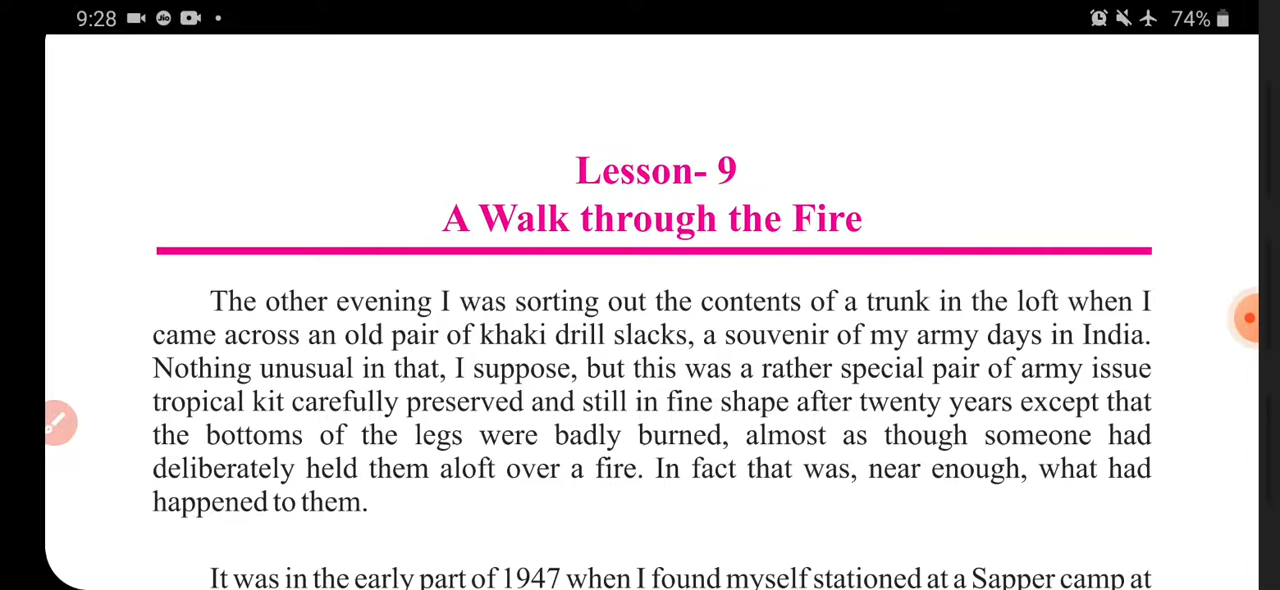 9:28 Jio 74%
Lesson- 9
A Walk through the Fire
The other evening I was sorting out the contents of a trunk in the loft when I
came across an old pair of khaki drill slacks, a souvenir of my army days in India.
Nothing unusual in that, I suppose, but this was a rather special pair of army issue
tropical kit carefully preserved and still in fine shape after twenty years except that
the bottoms of the legs were badly burned, almost as though someone had
deliberately held them aloft over a fire. In fact that was, near enough, what had
happened to them.
It was in the early part of 1947 when I found myself stationed at a Sapper camp at